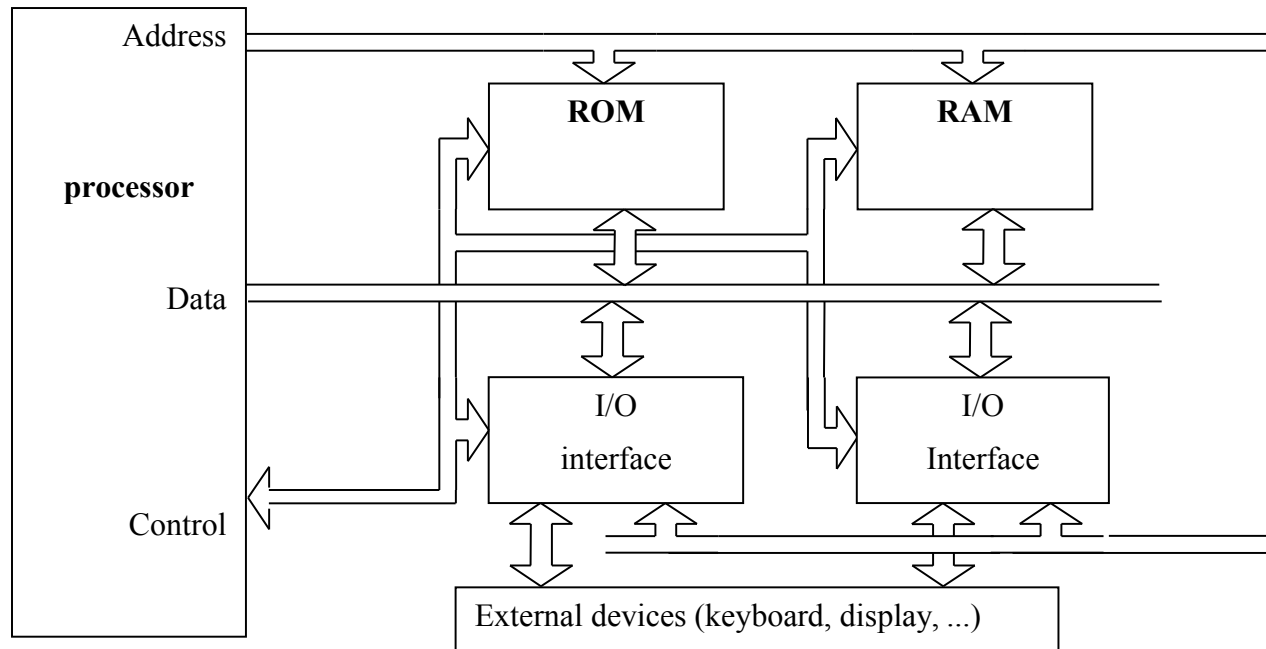 Address
ROM
RAM
processor
Data
I/O
interface
I/O
Interface
Control
External devices (keyboard, display, ...)